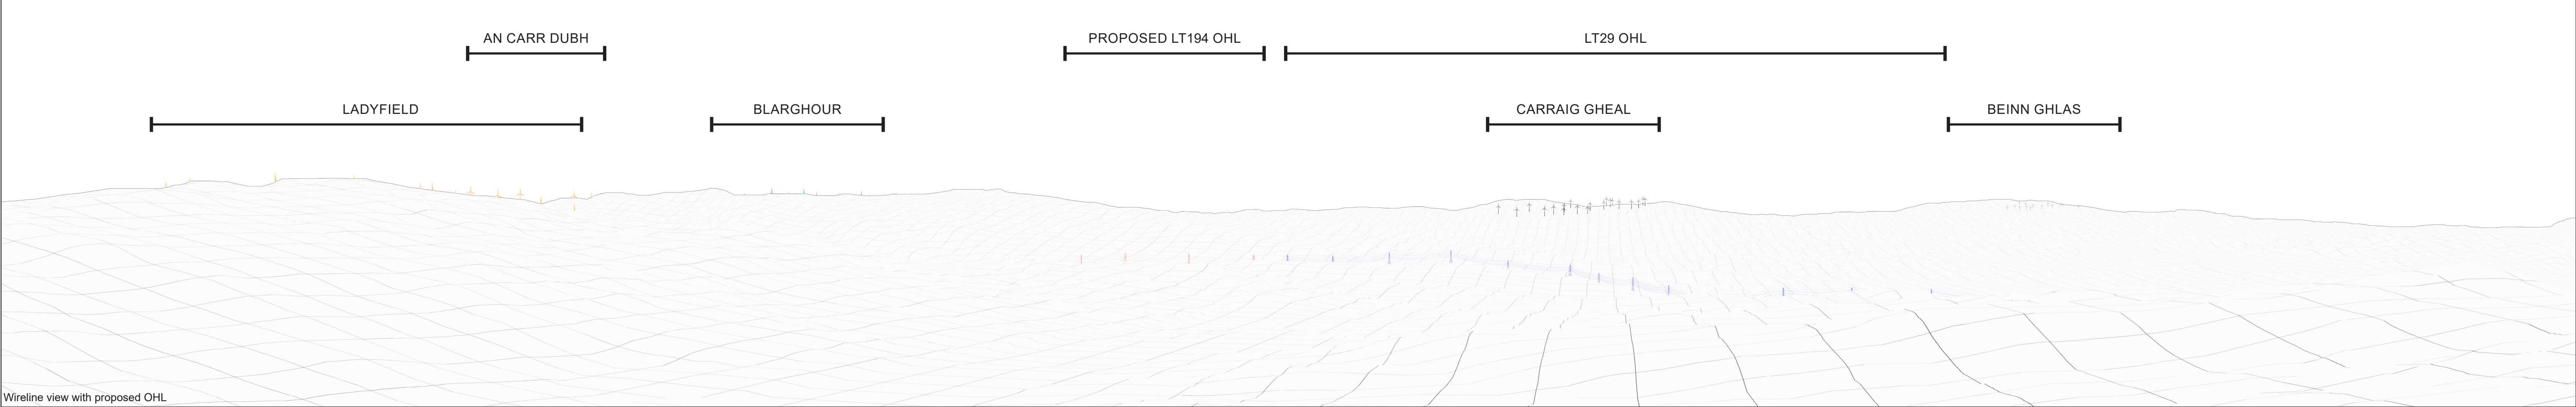 AN CARR DUBH
PROPOSED LT194 OHL
LT29 OHL
LADYFIELD
BLARGHOUR
CARRAIG GHEAL
BEINN GHLAS
Wireline view with proposed OHL